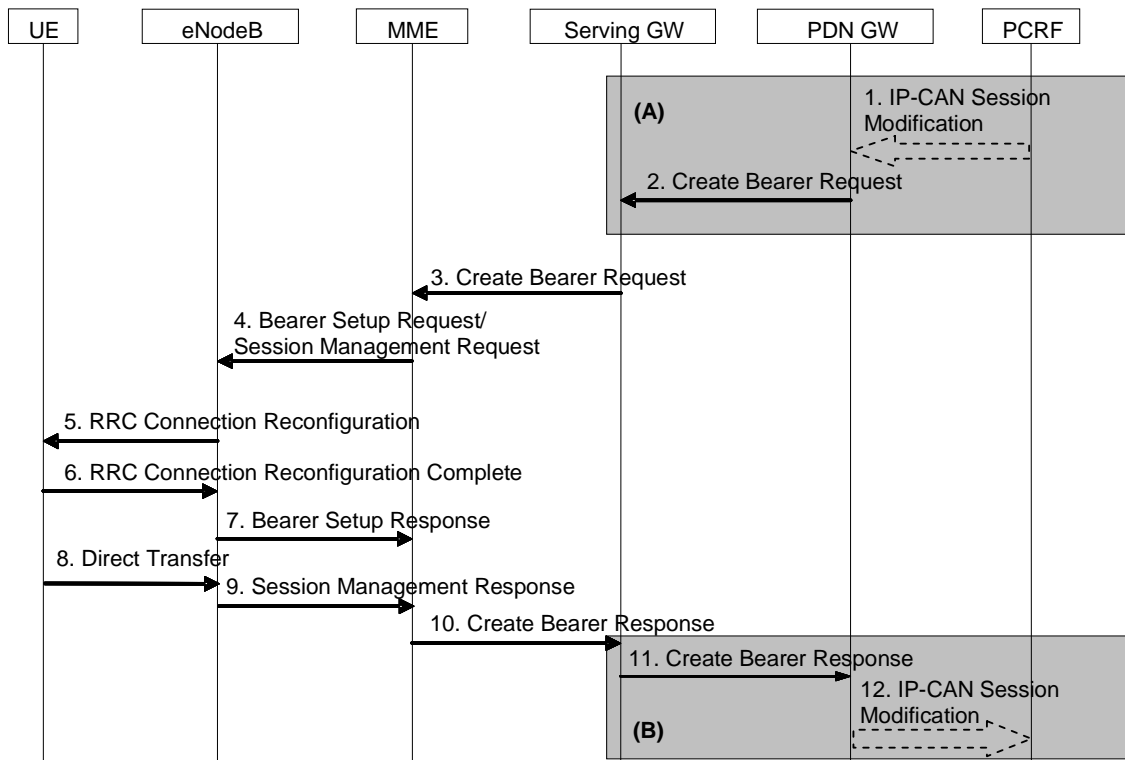 UE eNodeB MME Serving GW PDN GW PCRF
(A)
1. IP-CAN Session
Modification
2. Create Bearer Request
3. Create Bearer Request
4. Bearer Setup Request/
Session Management Request
5. RRC Connection Reconfiguration
6. RRC Connection Reconfiguration Complete
7. Bearer Setup Response
8. Direct Transfer
9. Session Management Response
10. Create Bearer Response
11. Create Bearer Response
12. IP-CAN Session
Modification
(B)